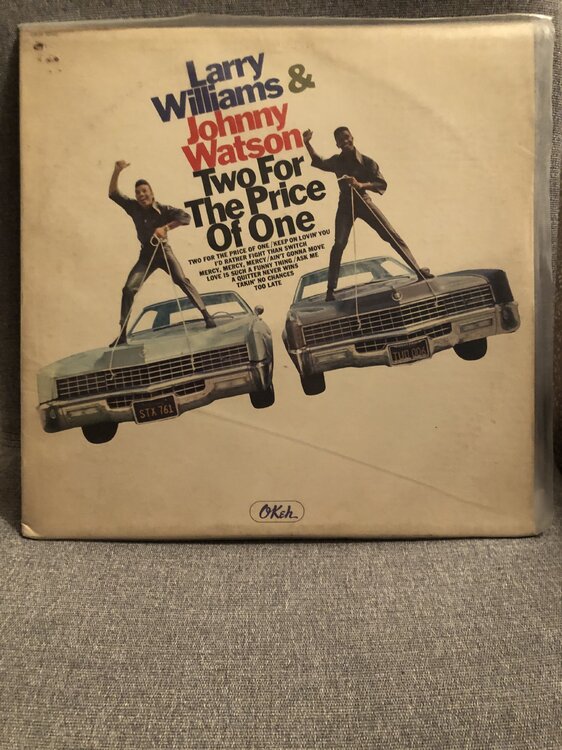 Larry
Williams &
Johnny
Watson
Two For
The Price
Of One
TWO FOR THE PRICE OF ONE/KEEP ON LOVIN' YOU
I'D RATHER FIGHT THAN SWITCH
MERCY, MERCY, MERCY/AIN'T GONNA MOVE
LOVE IS SUCH A FUNNY THING/ASK ME
A QUITTER NEVER WINS
TAKIN' NO CHANCES
TOO LATE
STX 761
OKeh